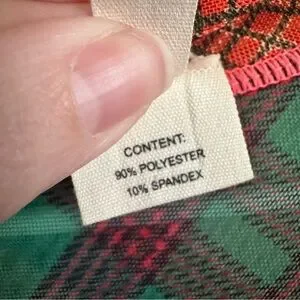 CONTENT:
90% POLYESTER
10% SPANDEX